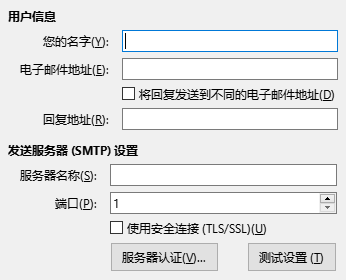 用户信息
您的名字(Y):
电子邮件地址(E):
将回复发送到不同的电子邮件地址(D)
回复地址(R):
发送服务器 (SMTP) 设置
服务器名称(S):
端口(P): 1
使用安全连接 (TLS/SSL)(U)
服务器认证(V)... 测试设置 (T)